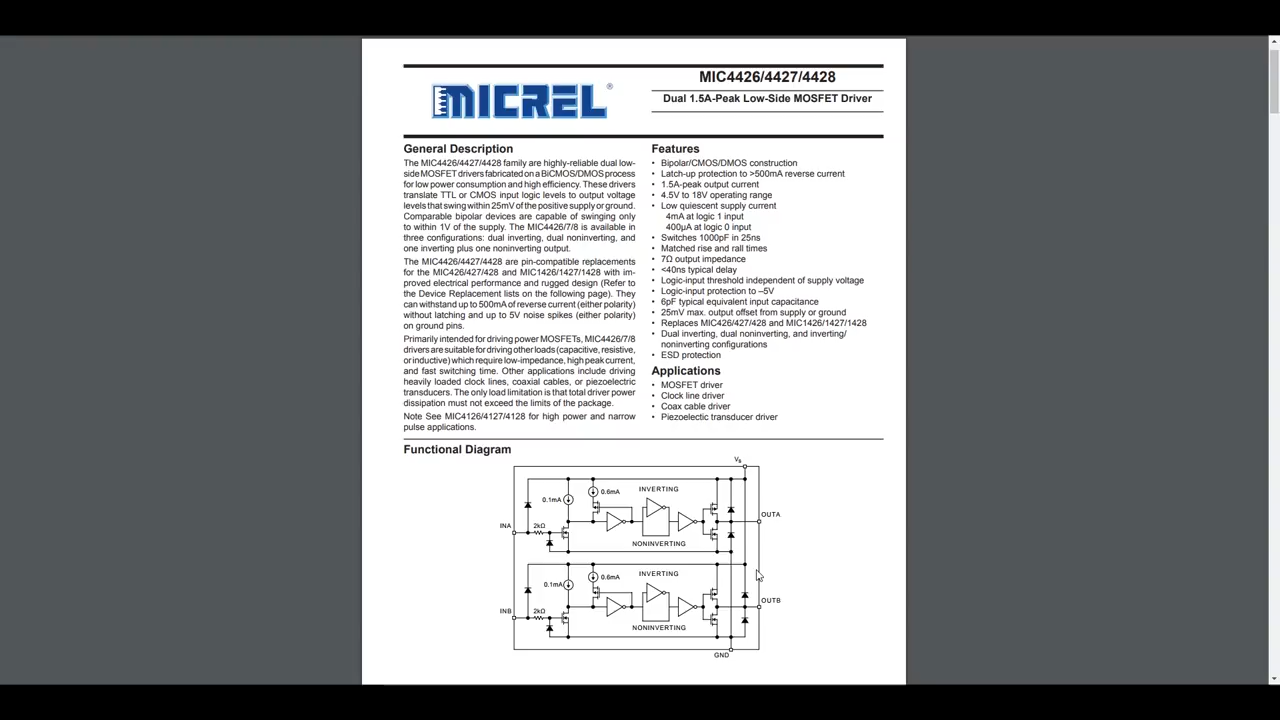 MICREL®
MIC4426/4427/4428
Dual 1.5A-Peak Low-Side MOSFET Driver
General Description
The MIC4426/4427/4428 family are highly-reliable dual low-
side MOSFET drivers fabricated on a BiCMOS/DMOS process
for low power consumption and high efficiency. These drivers
translate TTL or CMOS input logic levels to output voltage
levels that swing within 25mV of the positive supply or ground.
Comparable bipolar devices are capable of swinging only
to within 1V of the supply. The MIC4426/7/8 is available in
three configurations: dual inverting, dual noninverting, and
one inverting plus one noninverting output.
The MIC4426/4427/4428 are pin-compatible replacements
for the MIC426/427/428 and MIC1426/1427/1428 with im-
proved electrical performance and rugged design (Refer to
the Device Replacement lists on the following page). They
can withstand up to 500mA of reverse current (either polarity)
without latching and up to 5V noise spikes (either polarity)
on ground pins.
Primarily intended for driving power MOSFETs, MIC4426/7/8
drivers are suitable for driving other loads (capacitive, resistive,
or inductive) which require low-impedance, high peak current,
and fast switching time. Other applications include driving
heavily loaded clock lines, coaxial cables, or piezoelectric
transducers. The only load limitation is that total driver power
dissipation must not exceed the limits of the package.
Note See MIC4126/4127/4128 for high power and narrow
pulse applications.
Features
• Bipolar/CMOS/DMOS construction
• Latch-up protection to >500mA reverse current
• 1.5A-peak output current
• 4.5V to 18V operating range
• Low quiescent supply current
4mA at logic 1 input
400µA at logic 0 input
• Switches 1000pF in 25ns
• Matched rise and rall times
• 7Ω output impedance
• <40ns typical delay
• Logic-input threshold independent of supply voltage
• Logic-input protection to –5V
• 6pF typical equivalent input capacitance
• 25mV max. output offset from supply or ground
• Replaces MIC426/427/428 and MIC1426/1427/1428
• Dual inverting, dual noninverting, and inverting/
noninverting configurations
• ESD protection
Applications
• MOSFET driver
• Clock line driver
• Coax cable driver
• Piezoelectic transducer driver
Functional Diagram
VS
0.6mA
INVERTING
0.1mA
OUTA
INA
2kΩ
NONINVERTING
0.6mA
INVERTING
0.1mA
OUTB
INB
2kΩ
NONINVERTING
GND